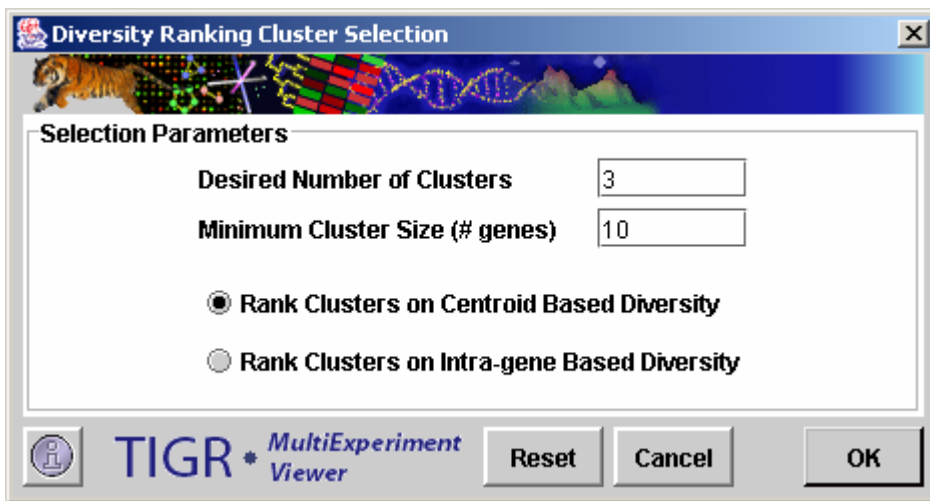 Diversity Ranking Cluster Selection
Selection Parameters
Desired Number of Clusters 3
Minimum Cluster Size (# genes) 10
Rank Clusters on Centroid Based Diversity
Rank Clusters on Intra-gene Based Diversity
TIGR • MultiExperiment
Viewer
Reset Cancel OK